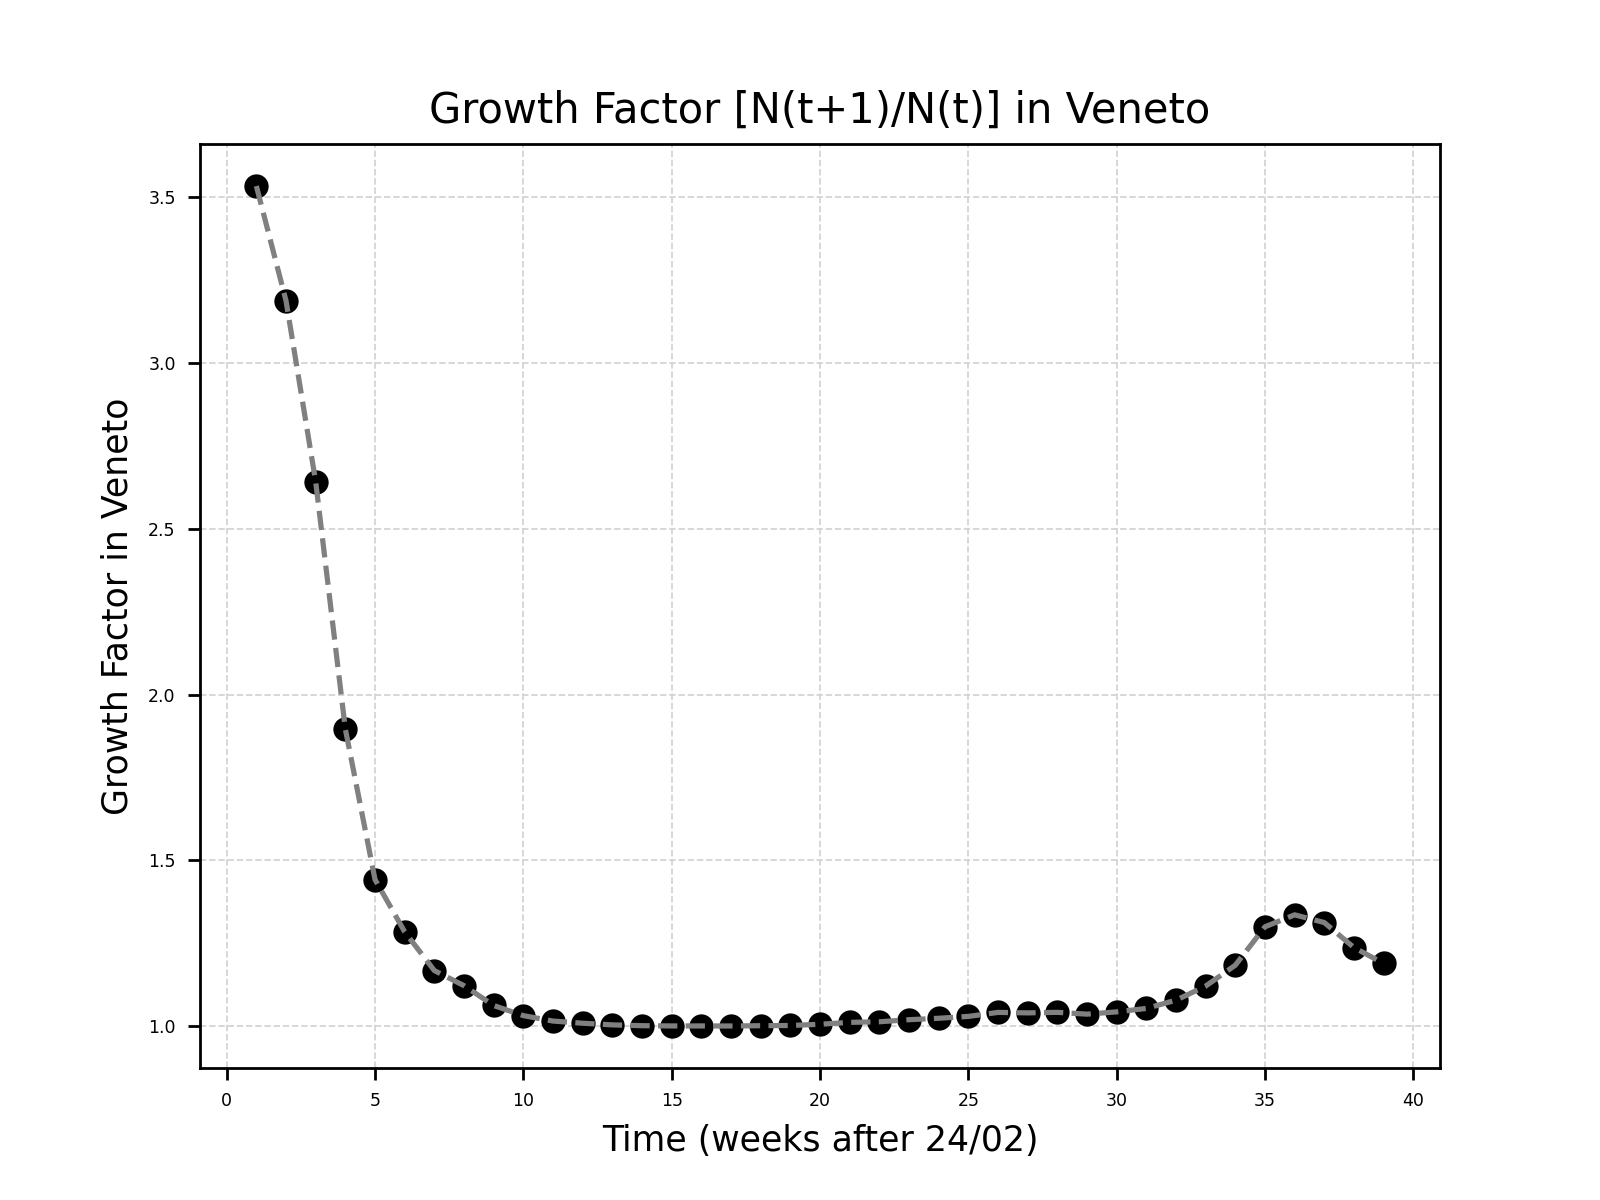 Growth Factor [N(t+1)/N(t)] in Veneto
Growth Factor in Veneto
3.5
3.0
2.5
2.0
1.5
1.0
0 5 10 15 20 25 30 35 40
Time (weeks after 24/02)